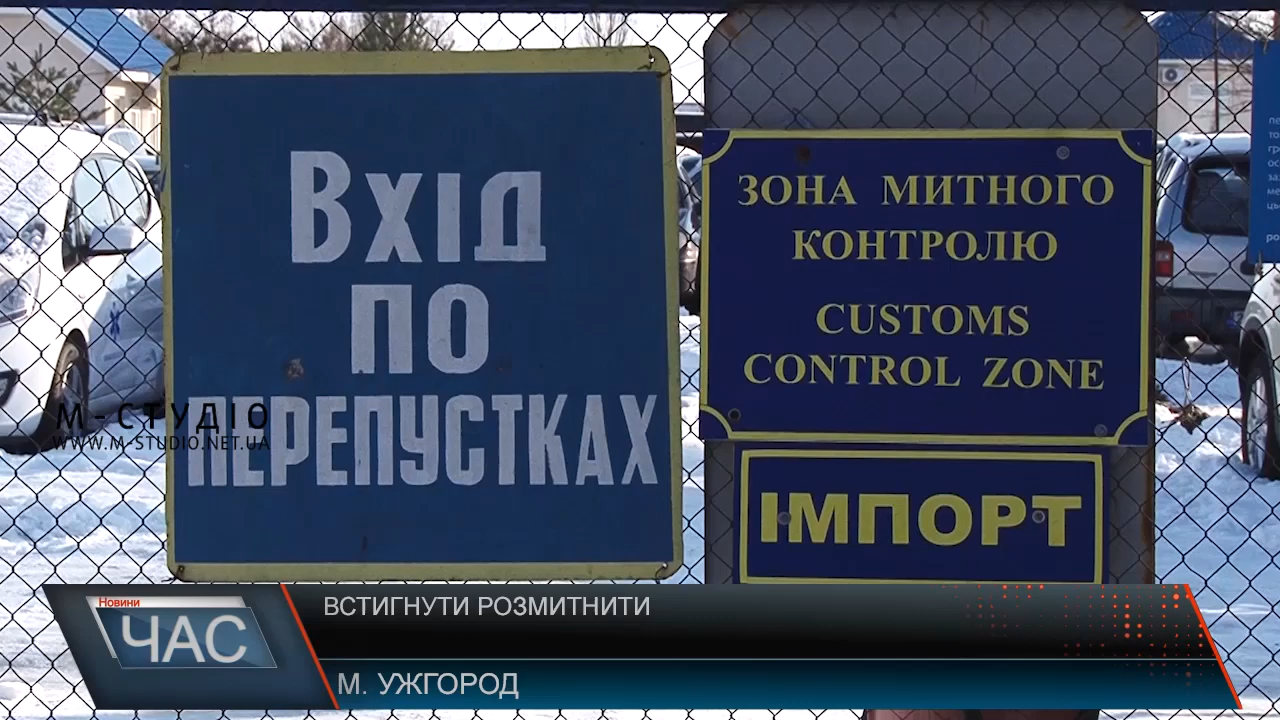 Вхід
по
перепустках
ЗОНА МИТНОГО
КОНТРОЛЮ
CUSTOMS
CONTROL ZONE
ІМПОРТ
М-СТУДІО
WWW.M-STUDIO.NET.UA
Новини
ЧАС
ВСТИГНУТИ РОЗМИТНИТИ
М. УЖГОРОД